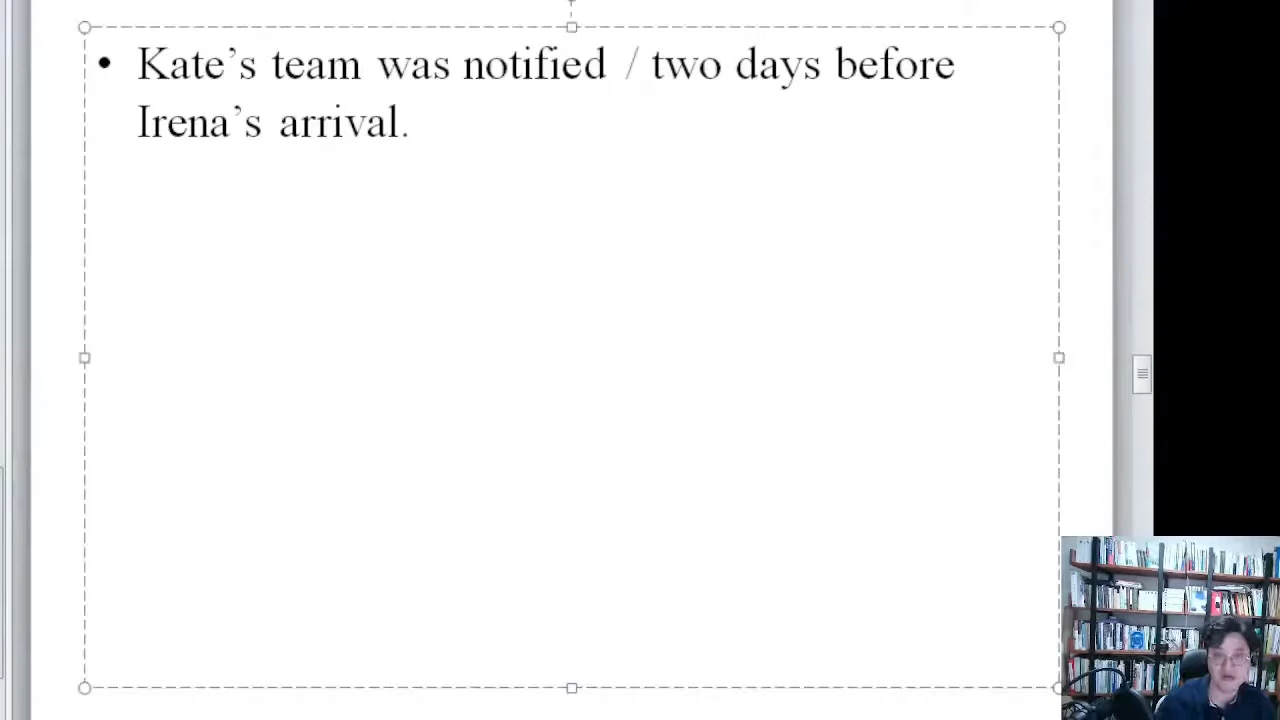 • Kate’s team was notified / two days before
Irena’s arrival.